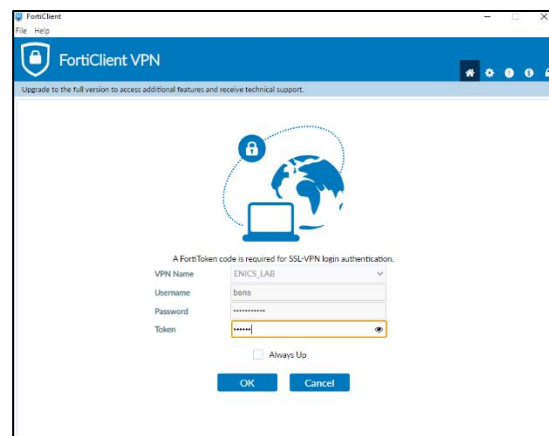 FortiClient
File Help
FortiClient VPN
Upgrade to the full version to access additional features and receive technical support.
A FortiToken code is required for SSL-VPN login authentication.
VPN Name ENICS_LAB
Username bens
Password •••••••••••
Token ••••••
Always Up
OK Cancel